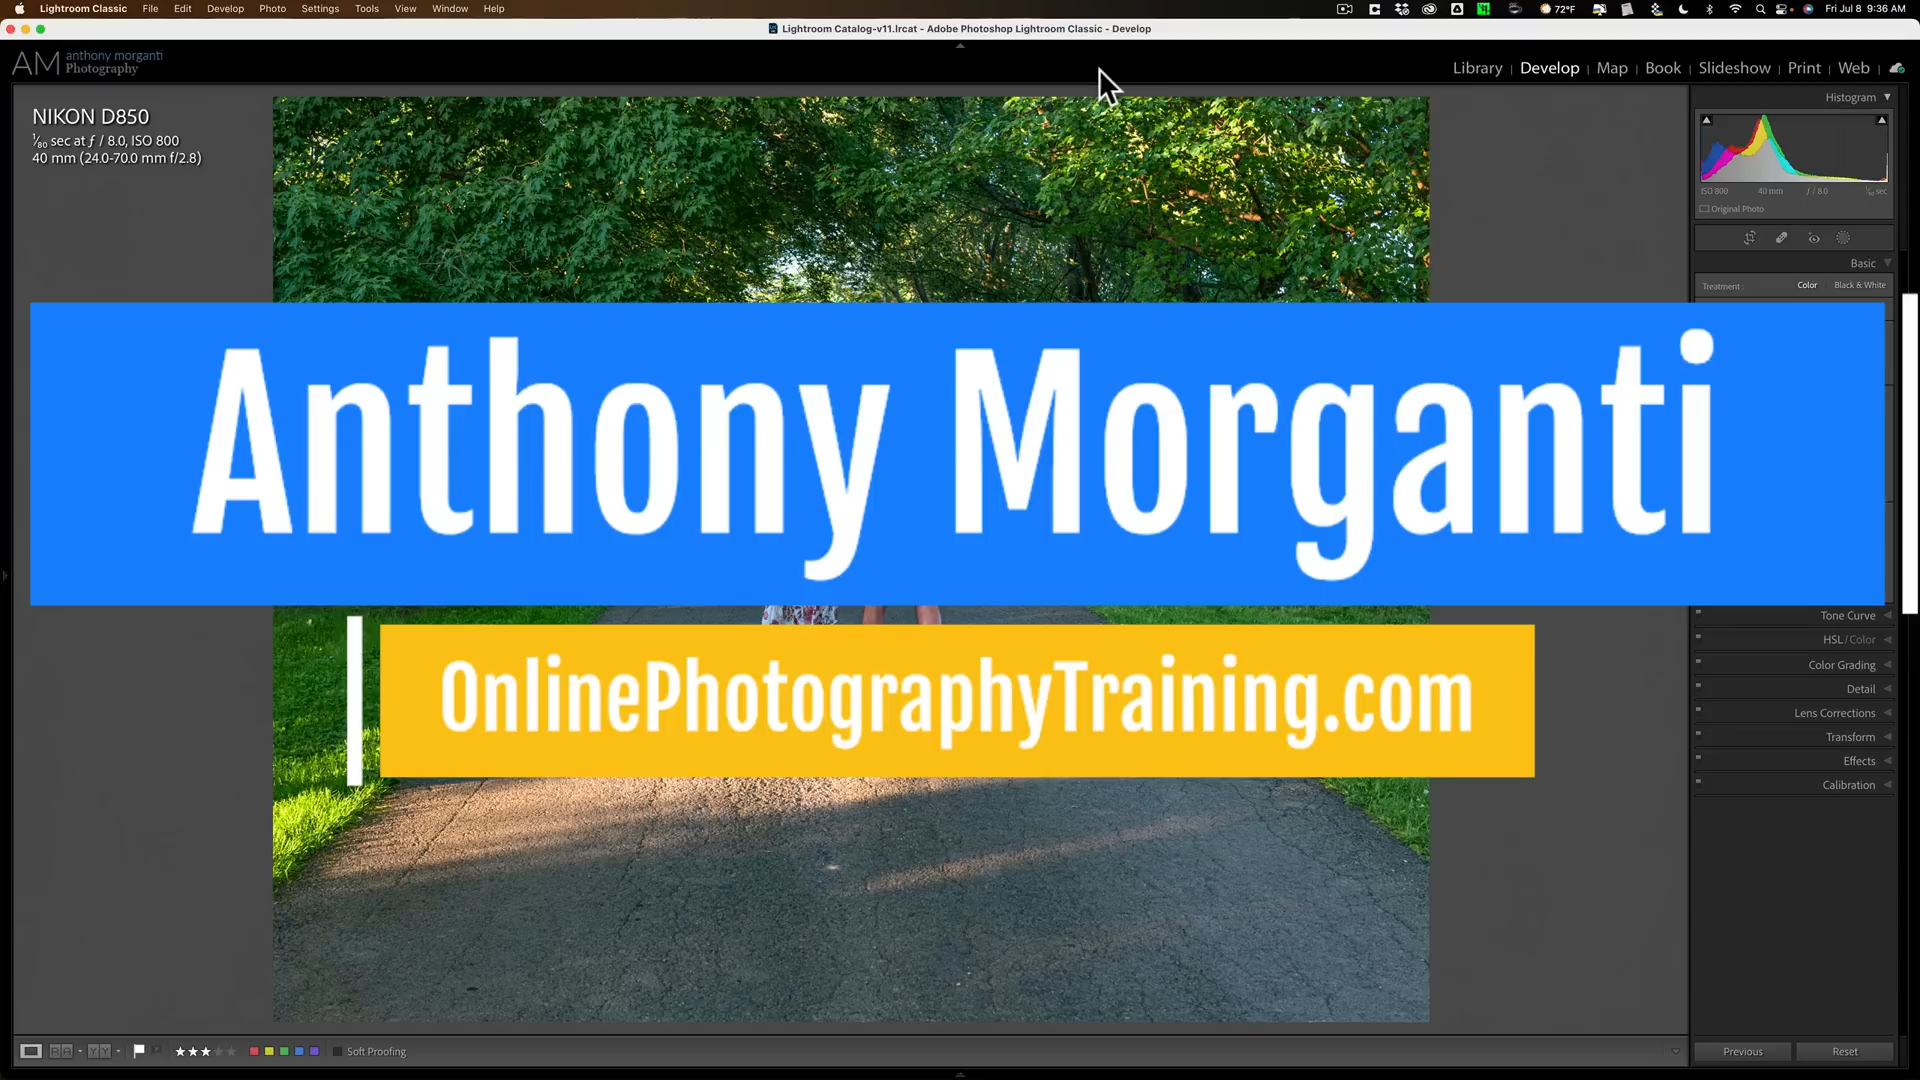 Lightroom Classic File Edit Develop Photo Settings Tools View Window Help 72°F Fri Jul 8 9:36 AM
Lightroom Catalog-v11.lrcat - Adobe Photoshop Lightroom Classic - Develop
AM anthony morganti
Photography
Library | Develop | Map | Book | Slideshow | Print | Web
NIKON D850
1/80 sec at ƒ / 8.0, ISO 800
40 mm (24.0-70.0 mm f/2.8)
Histogram
ISO 800 40 mm ƒ / 8.0 1/80 sec
Original Photo
Basic
Treatment : Color Black & White
Anthony Morganti
OnlinePhotographyTraining.com
Tone Curve
HSL / Color
Color Grading
Detail
Lens Corrections
Transform
Effects
Calibration
Soft Proofing
Previous Reset